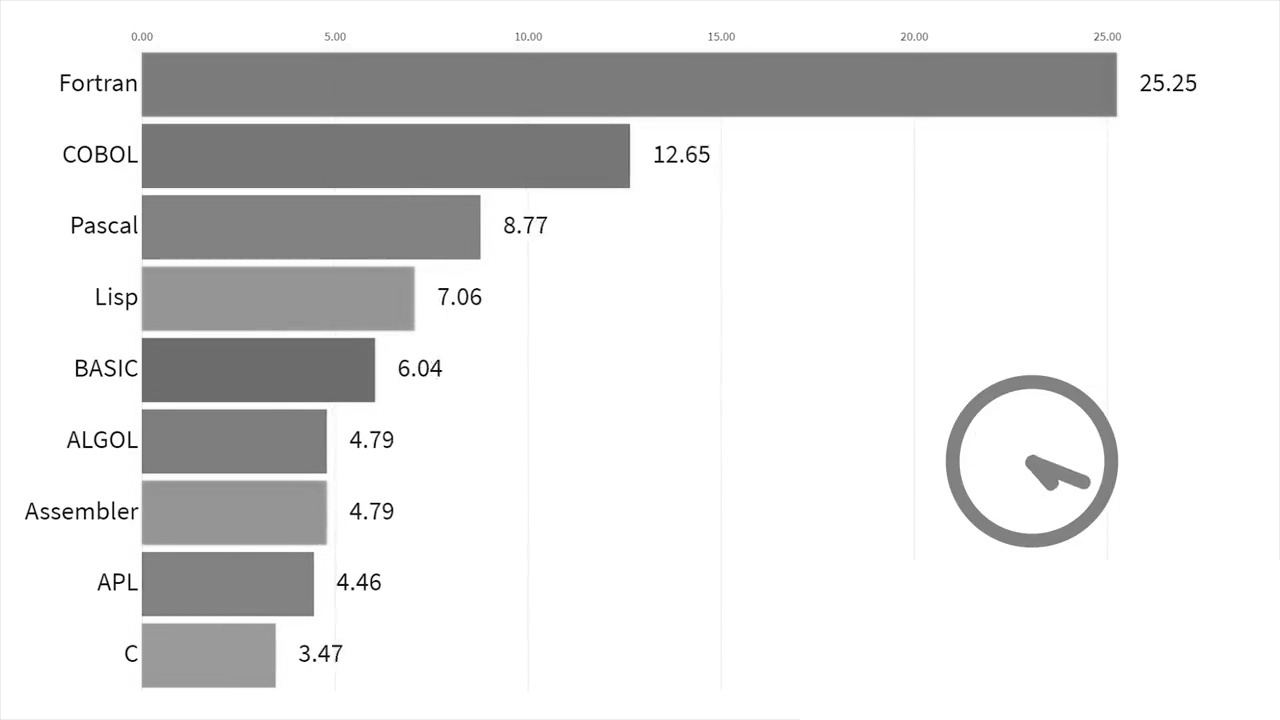 0.00 5.00 10.00 15.00 20.00 25.00
Fortran 25.25
COBOL 12.65
Pascal 8.77
Lisp 7.06
BASIC 6.04
ALGOL 4.79
Assembler 4.79
APL 4.46
C 3.47